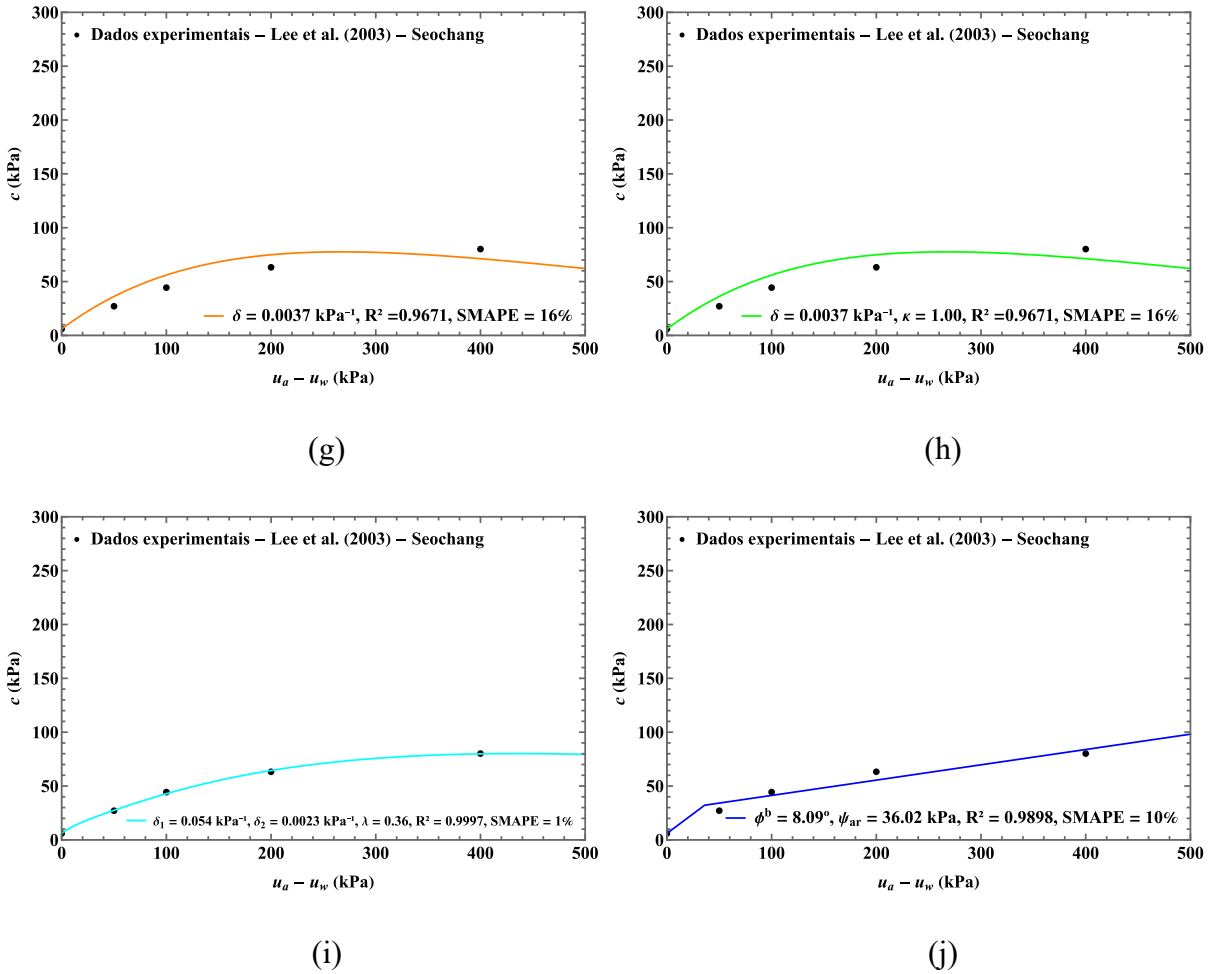 300
250
200
150
100
50
0
c (kPa)
• Dados experimentais – Lee et al. (2003) – Seochang
δ = 0.0037 kPa⁻¹, R² =0.9671, SMAPE = 16%
0 100 200 300 400 500
uₐ – u_w (kPa)
(g)
300
250
200
150
100
50
0
c (kPa)
• Dados experimentais – Lee et al. (2003) – Seochang
δ = 0.0037 kPa⁻¹, κ = 1.00, R² =0.9671, SMAPE = 16%
0 100 200 300 400 500
uₐ – u_w (kPa)
(h)
300
250
200
150
100
50
0
c (kPa)
• Dados experimentais – Lee et al. (2003) – Seochang
δ₁ = 0.054 kPa⁻¹, δ₂ = 0.0023 kPa⁻¹, λ = 0.36, R² = 0.9997, SMAPE = 1%
0 100 200 300 400 500
uₐ – u_w (kPa)
(i)
300
250
200
150
100
50
0
c (kPa)
• Dados experimentais – Lee et al. (2003) – Seochang
ϕᵇ = 8.09º, ψ_ar = 36.02 kPa, R² = 0.9898, SMAPE = 10%
0 100 200 300 400 500
uₐ – u_w (kPa)
(j)